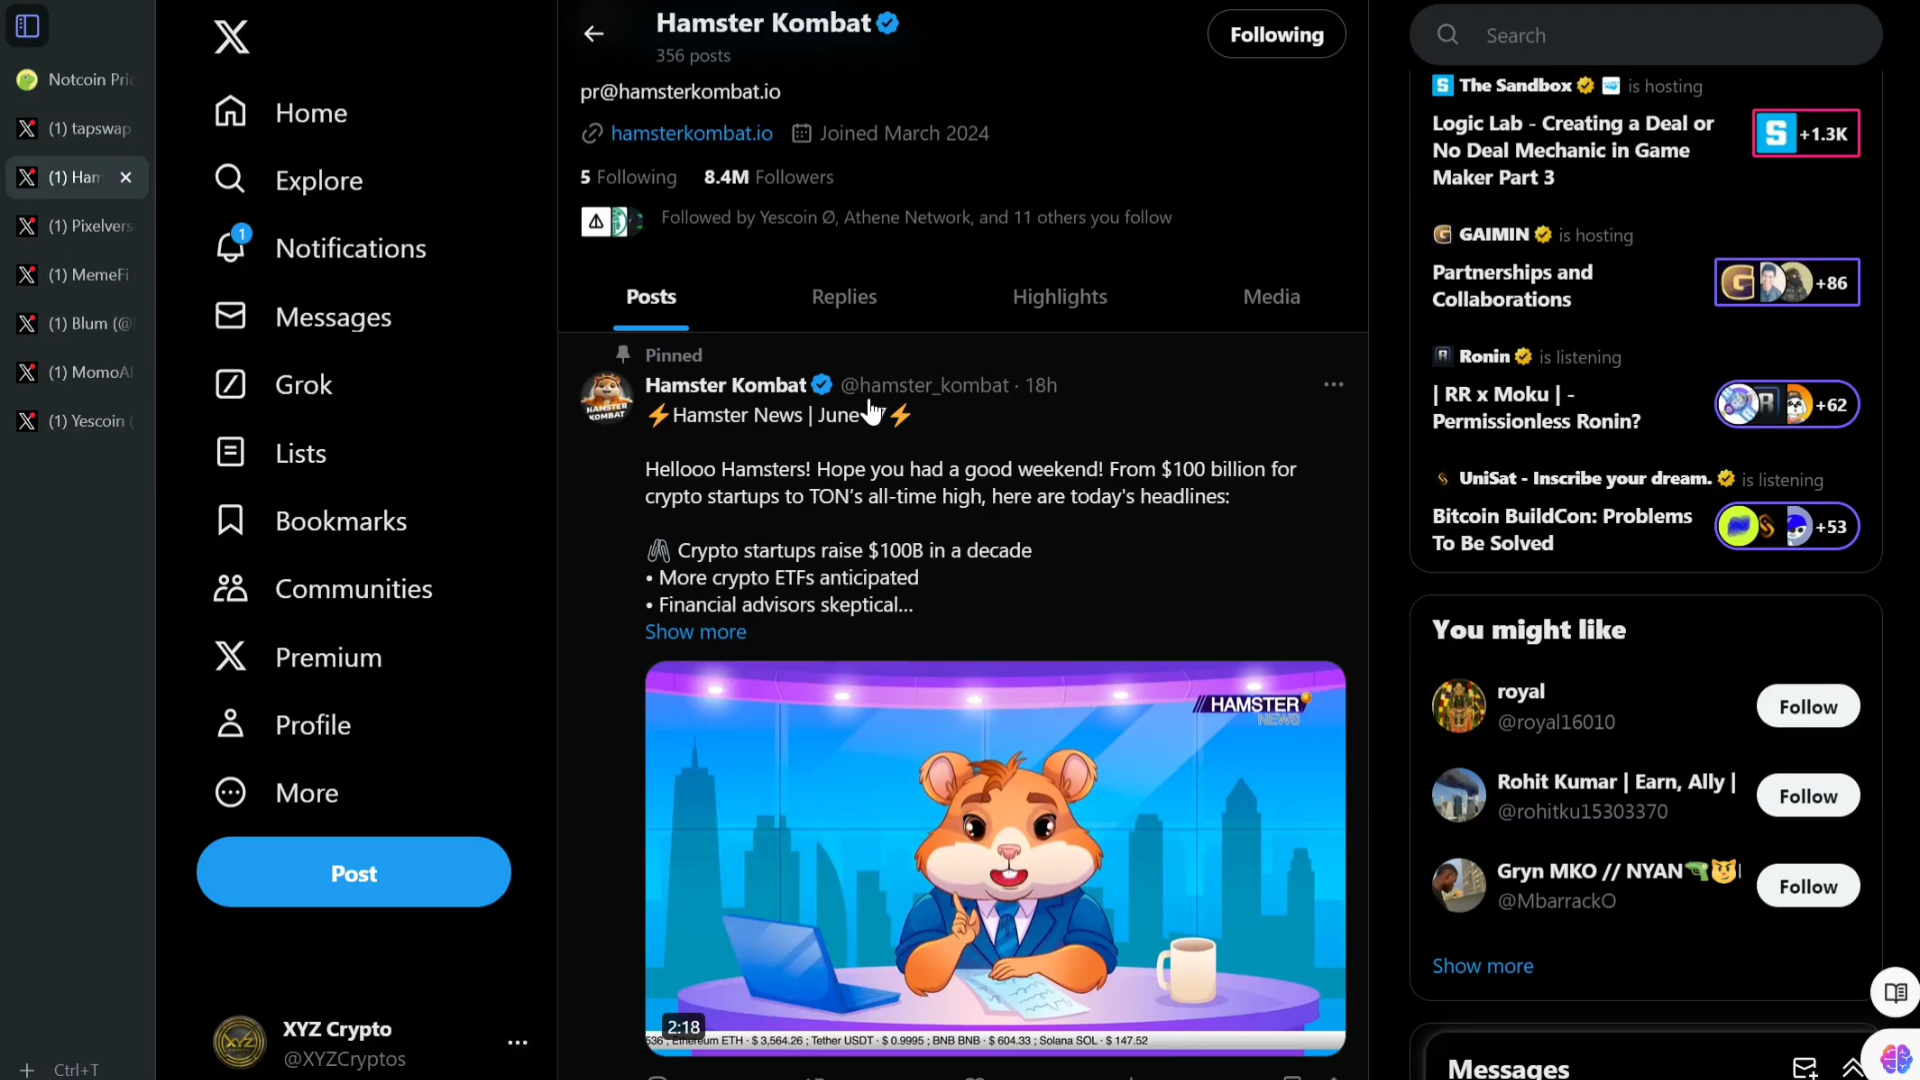 Notcoin Pric
(1) tapswap
(1) Ham
(1) Pixelvers
(1) MemeFi
(1) Blum (@
(1) MomoAI
(1) Yescoin (
Ctrl+T
Home
Explore
1
Notifications
Messages
Grok
Lists
Bookmarks
Communities
Premium
Profile
More
Post
XYZ Crypto
@XYZCryptos
Hamster Kombat
356 posts
Following
pr@hamsterkombat.io
hamsterkombat.io Joined March 2024
5 Following 8.4M Followers
Followed by Yescoin Ø, Athene Network, and 11 others you follow
Posts Replies Highlights Media
Pinned
Hamster Kombat @hamster_kombat · 18h
⚡Hamster News | June ⚡
Hellooo Hamsters! Hope you had a good weekend! From $100 billion for
crypto startups to TON's all-time high, here are today's headlines:
🖇 Crypto startups raise $100B in a decade
• More crypto ETFs anticipated
• Financial advisors skeptical...
Show more
HAMSTER
KOMBAT
HAMSTER
NEWS
2:18
536 ; Ethereum ETH - $ 3,564.26 ; Tether USDT - $ 0.9995 ; BNB BNB - $ 604.33 ; Solana SOL - $ 147.52
Search
The Sandbox is hosting
Logic Lab - Creating a Deal or
No Deal Mechanic in Game
Maker Part 3
+1.3K
GAIMIN is hosting
Partnerships and
Collaborations
+86
Ronin is listening
| RR x Moku | -
Permissionless Ronin?
+62
UniSat - Inscribe your dream. is listening
Bitcoin BuildCon: Problems
To Be Solved
+53
You might like
royal
@royal16010
Follow
Rohit Kumar | Earn, Ally |
@rohitku15303370
Follow
Gryn MKO // NYAN🔫😼
@MbarrackO
Follow
Show more
Messages